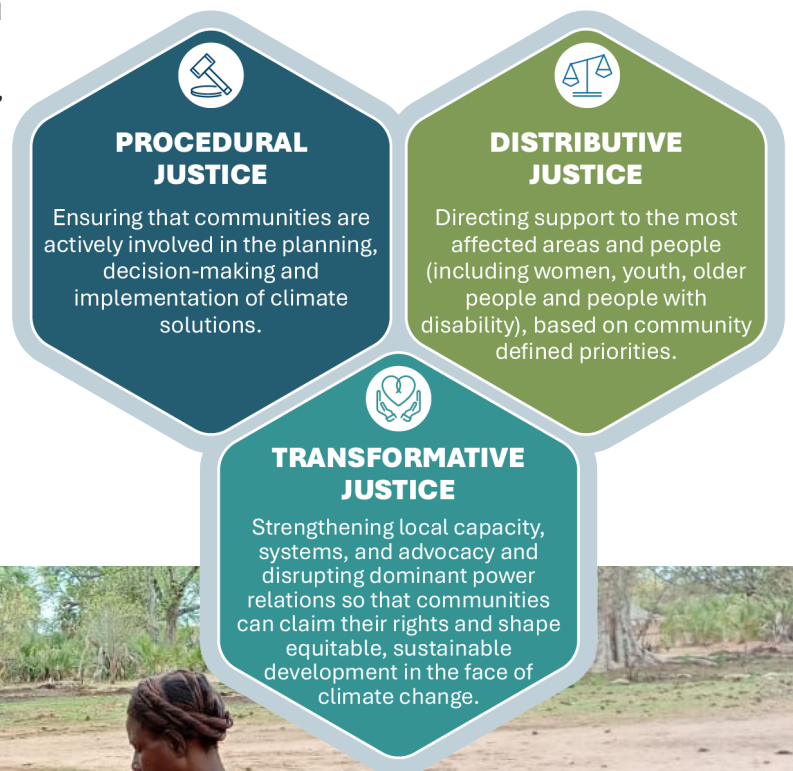 PROCEDURAL
JUSTICE
Ensuring that communities are
actively involved in the planning,
decision-making and
implementation of climate
solutions.
DISTRIBUTIVE
JUSTICE
Directing support to the most
affected areas and people
(including women, youth, older
people and people with
disability), based on community
defined priorities.
TRANSFORMATIVE
JUSTICE
Strengthening local capacity,
systems, and advocacy and
disrupting dominant power
relations so that communities
can claim their rights and shape
equitable, sustainable
development in the face of
climate change.